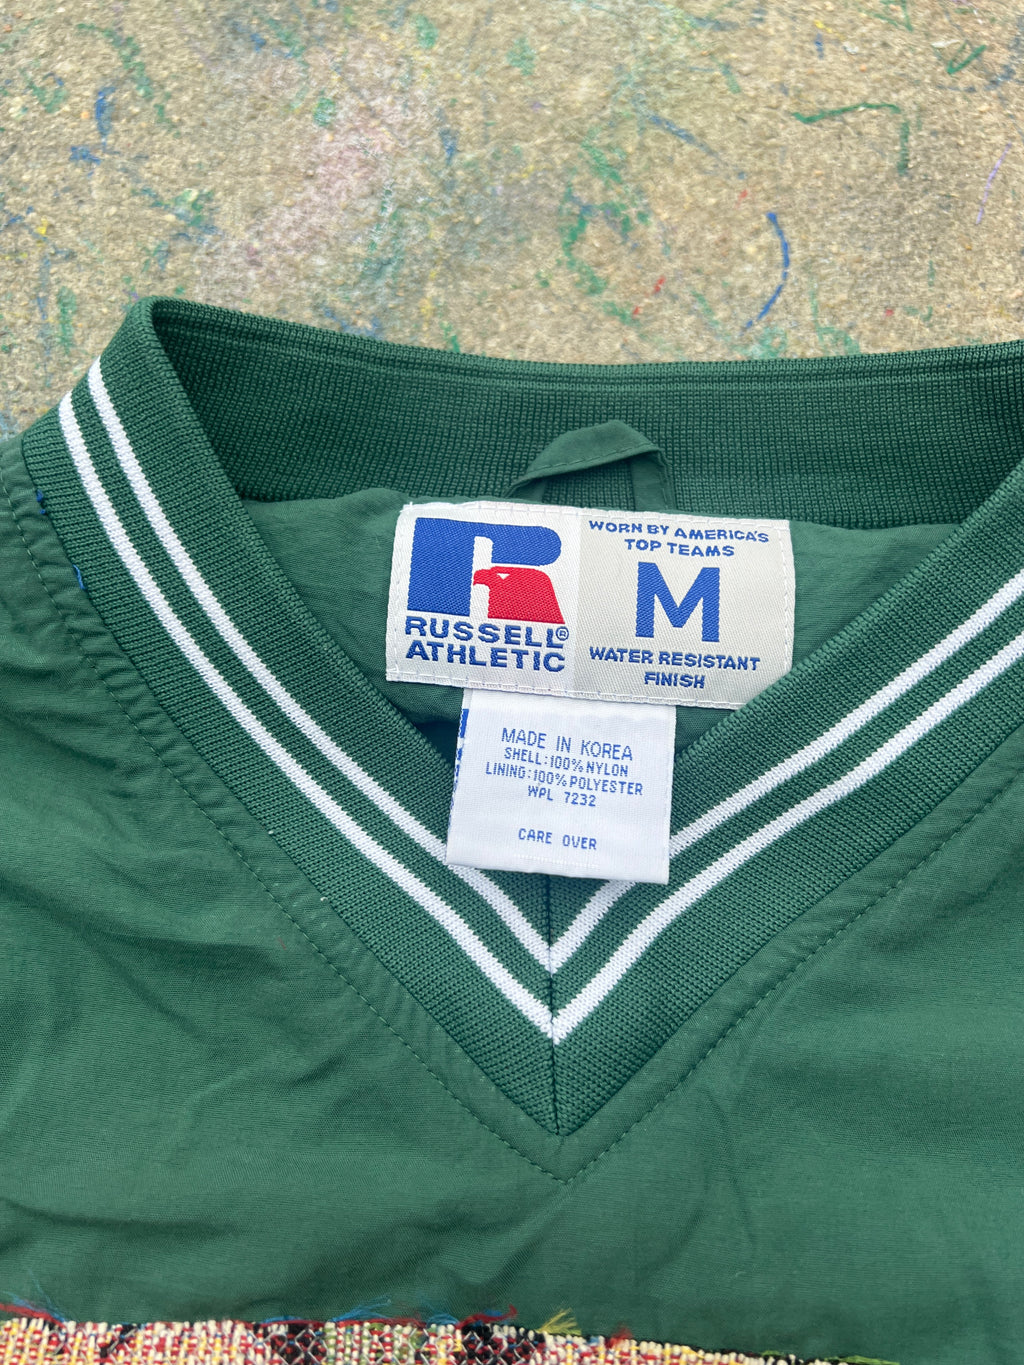 RUSSELL®
ATHLETIC
WORN BY AMERICA'S
TOP TEAMS
M
WATER RESISTANT
FINISH
MADE IN KOREA
SHELL:100%NYLON
LINING:100%POLYESTER
WPL 7232
CARE OVER